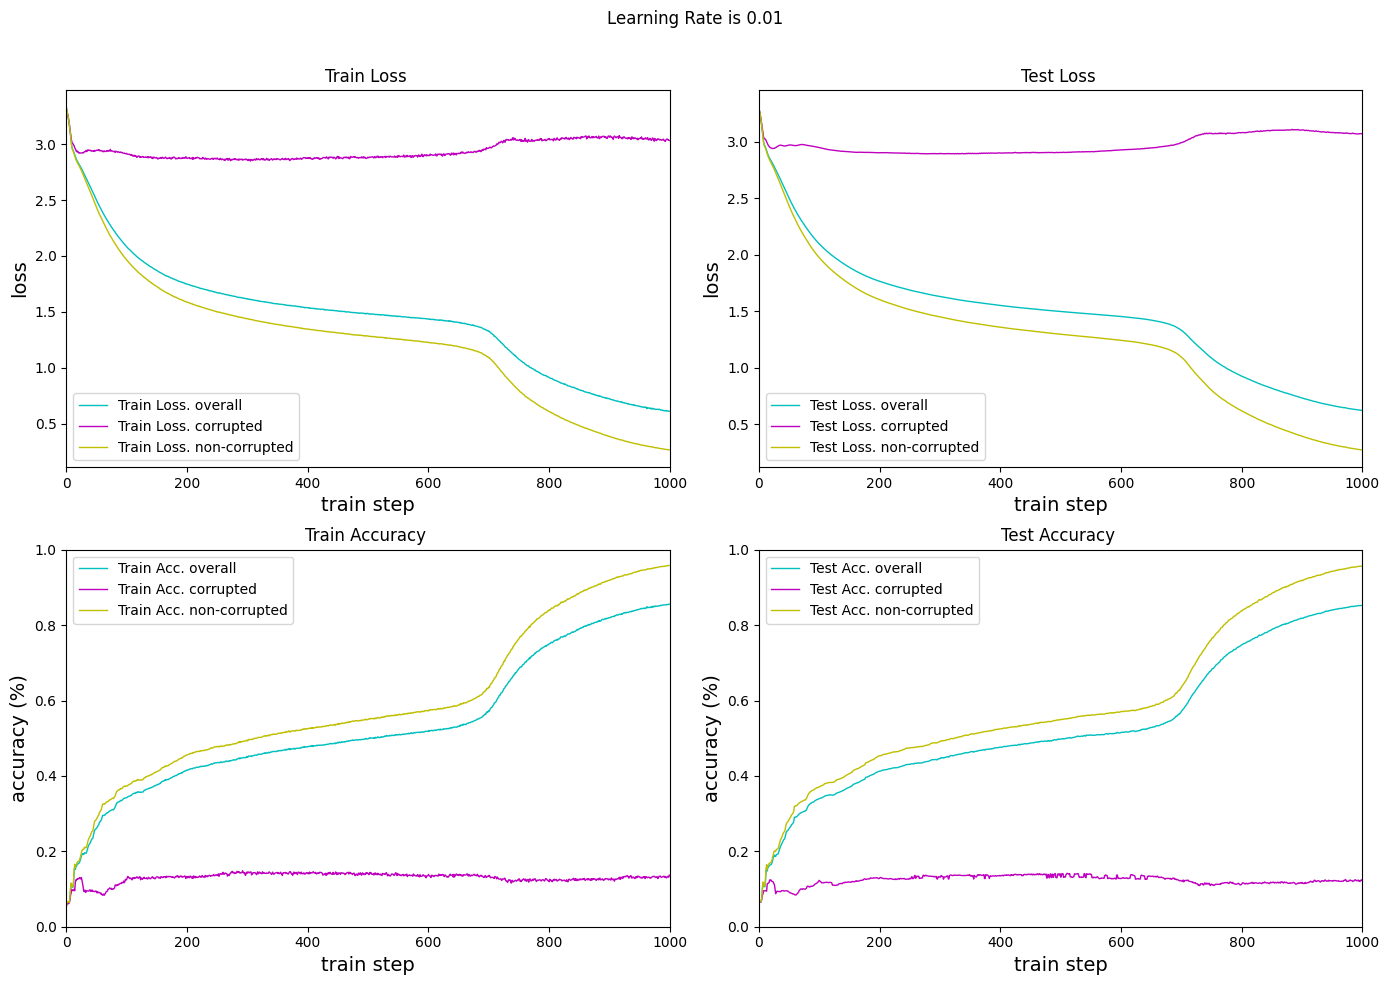 Learning Rate is 0.01
Train Loss
3.0
2.5
2.0
1.5
1.0
0.5
loss
Train Loss. overall
Train Loss. corrupted
Train Loss. non-corrupted
0 200 400 600 800 1000
train step
Test Loss
3.0
2.5
2.0
1.5
1.0
0.5
loss
Test Loss. overall
Test Loss. corrupted
Test Loss. non-corrupted
0 200 400 600 800 1000
train step
Train Accuracy
1.0
0.8
0.6
0.4
0.2
0.0
accuracy (%)
Train Acc. overall
Train Acc. corrupted
Train Acc. non-corrupted
0 200 400 600 800 1000
train step
Test Accuracy
1.0
0.8
0.6
0.4
0.2
0.0
accuracy (%)
Test Acc. overall
Test Acc. corrupted
Test Acc. non-corrupted
0 200 400 600 800 1000
train step